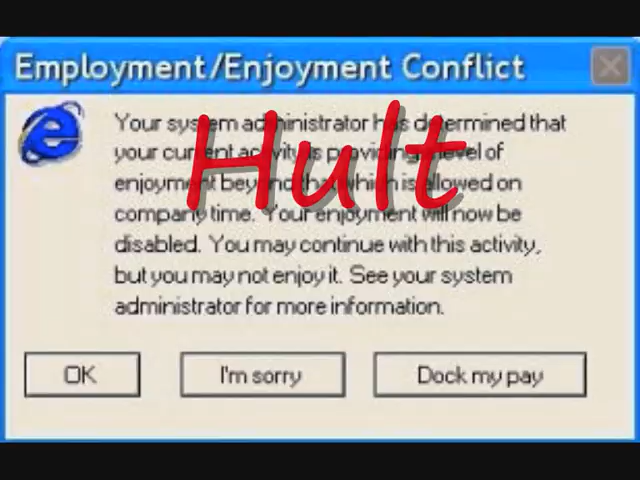 Employment/Enjoyment Conflict
Hult
Your system administrator has determined that
your current activity is providing a level of
enjoyment beyond that which is allowed on
company time. Your enjoyment will now be
disabled. You may continue with this activity,
but you may not enjoy it. See your system
administrator for more information.
OK
I'm sorry
Dock my pay